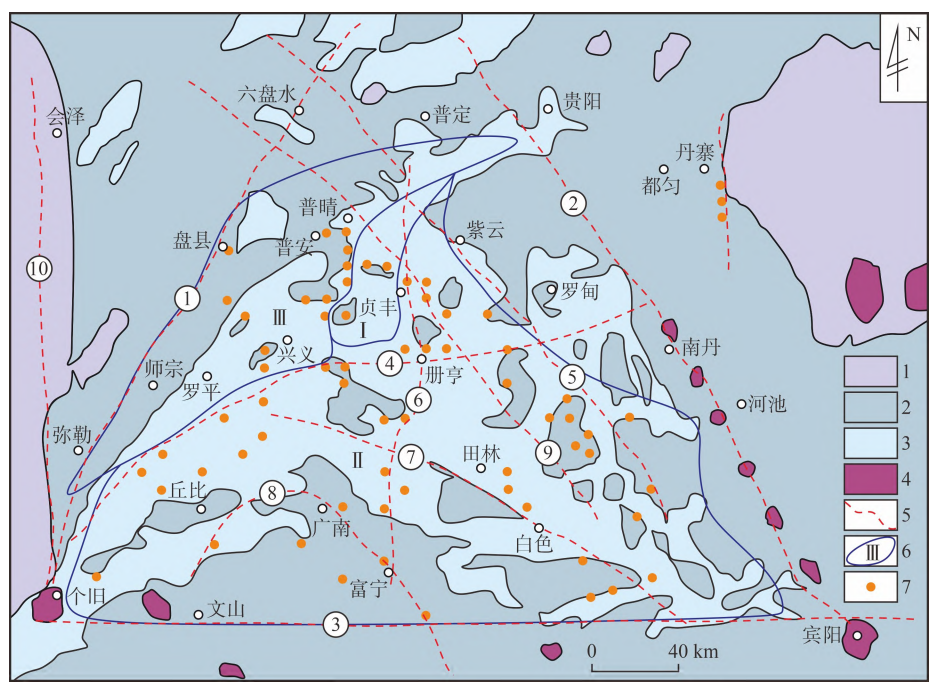 N
会泽
六盘水
普定
贵阳
丹寨
都匀
②
普晴
普安
紫云
盘县
⑩
①
罗甸
Ⅲ
贞丰
Ⅰ
兴义
南丹
④
册亨
师宗
罗平
⑤
⑥
河池
弥勒
Ⅱ
⑦
田林
⑨
丘比
⑧
广南
白色
富宁
个旧
文山
③
宾阳
0 40 km
1
2
3
4
5
Ⅲ 6
7